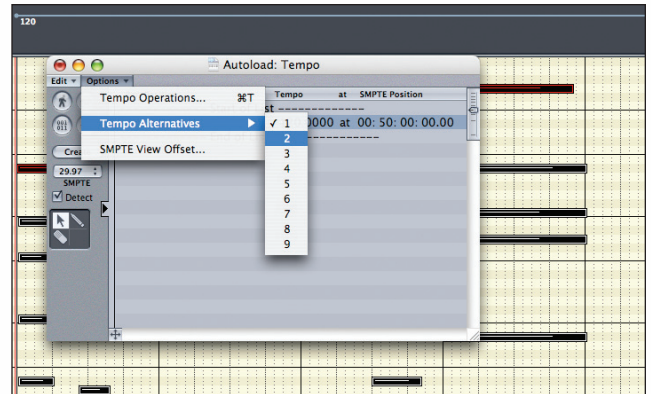 120
Autoload: Tempo
Edit Options
Tempo at SMPTE Position
Tempo Operations... ⌘T
st -------------
Tempo Alternatives ✓ 1 0000 at 00: 50: 00: 00.00
2
SMPTE View Offset... 3
4
5
6
7
8
9
001
011
Crea
29.97
SMPTE
Detect